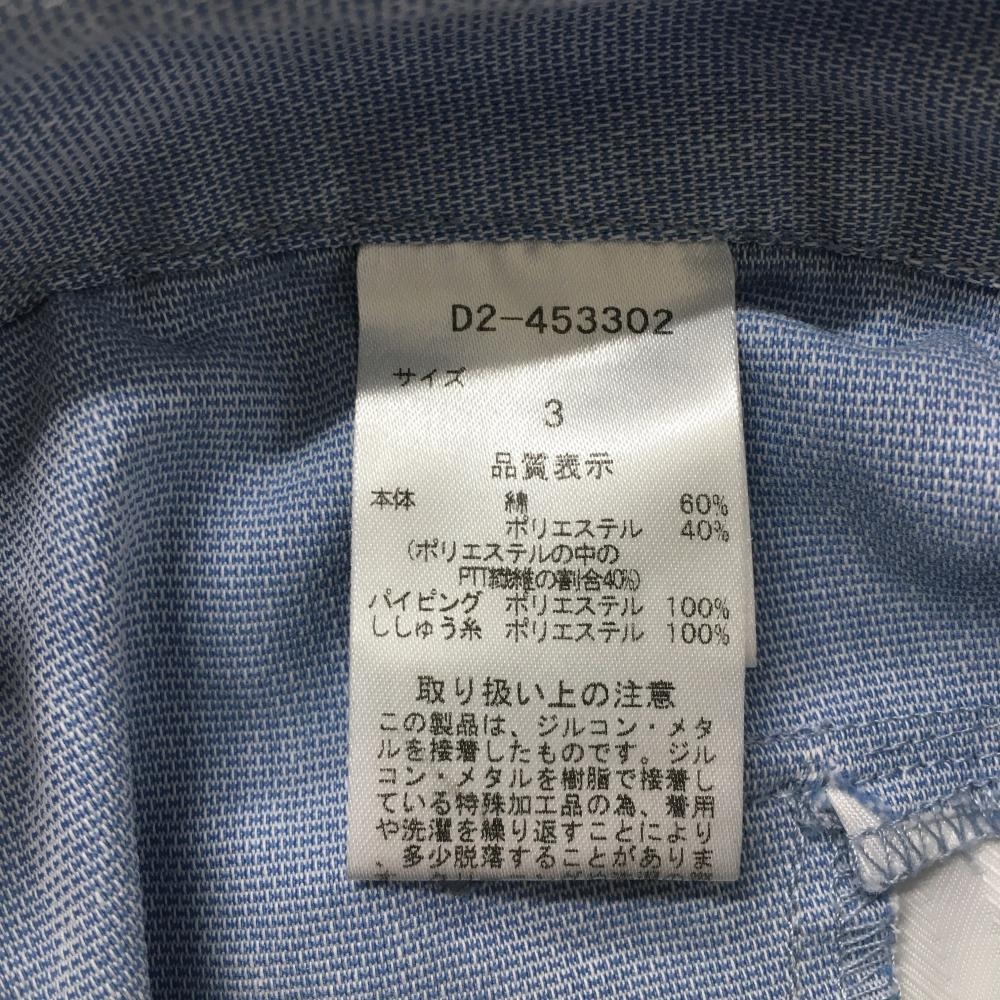 D2-453302
サイズ
3
品質表示
本体 綿 60%
ポリエステル 40%
(ポリエステルの中の
PTT繊維の割合40%)
パイピング ポリエステル 100%
ししゅう糸 ポリエステル 100%
取り扱い上の注意
この製品は、ジルコン・メタ
ルを接着したものです。ジル
コン・メタルを樹脂で接着し
ている特殊加工品の為、着用
や洗濯を繰り返すことにより
、多少脱落することがありま